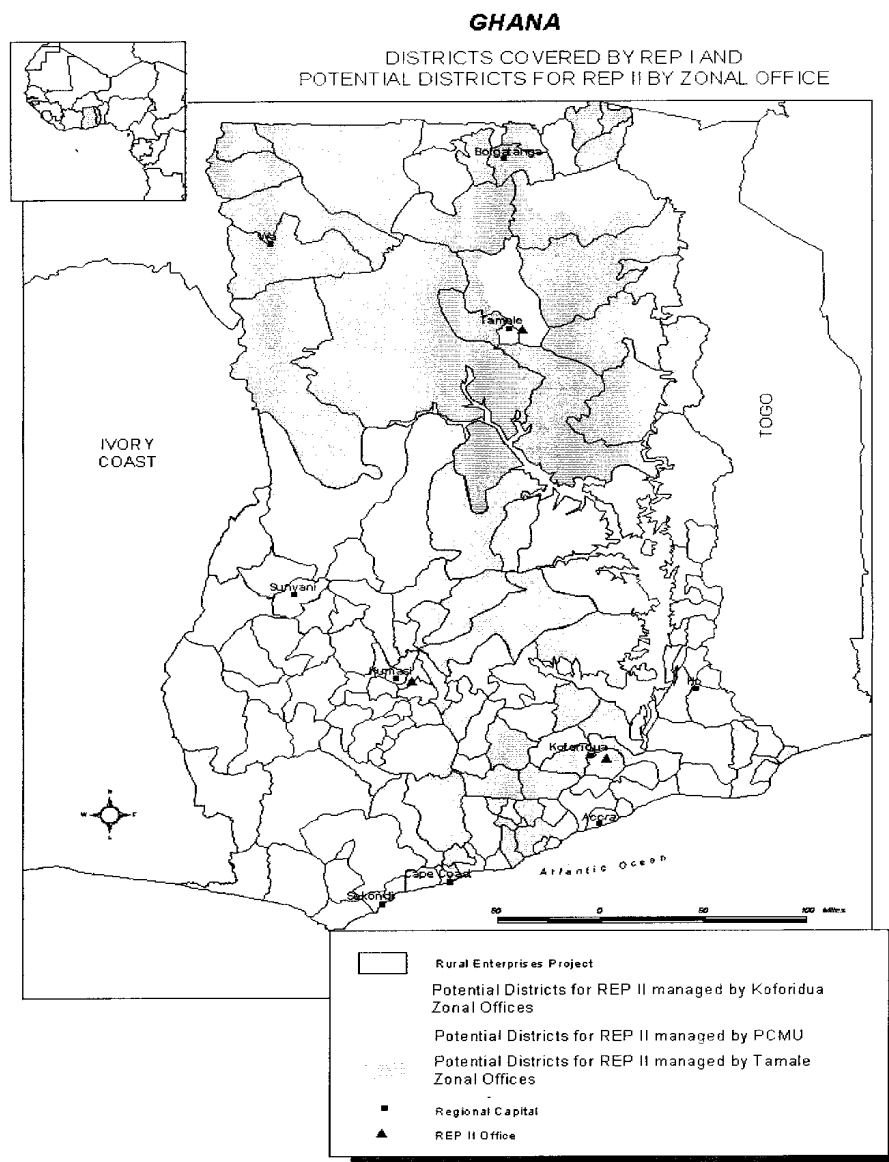 GHANA
DISTRICTS COVERED BY REP I AND
POTENTIAL DISTRICTS FOR REP II BY ZONAL OFFICE
Bolgatanga
Wa
Tamale
IVORY
COAST
TOGO
Sunyani
Kumasi
Ho
Koforidua
N
W
E
S
Accra
Atlantic Ocean
Cape Coast
Sekondi
50
0
50
100 Miles
Rural Enterprises Project
Potential Districts for REP II managed by Koforidua
Zonal Offices
Potential Districts for REP II managed by PCMU
Potential Districts for REP II managed by Tamale
Zonal Offices
Regional Capital
REP II Office